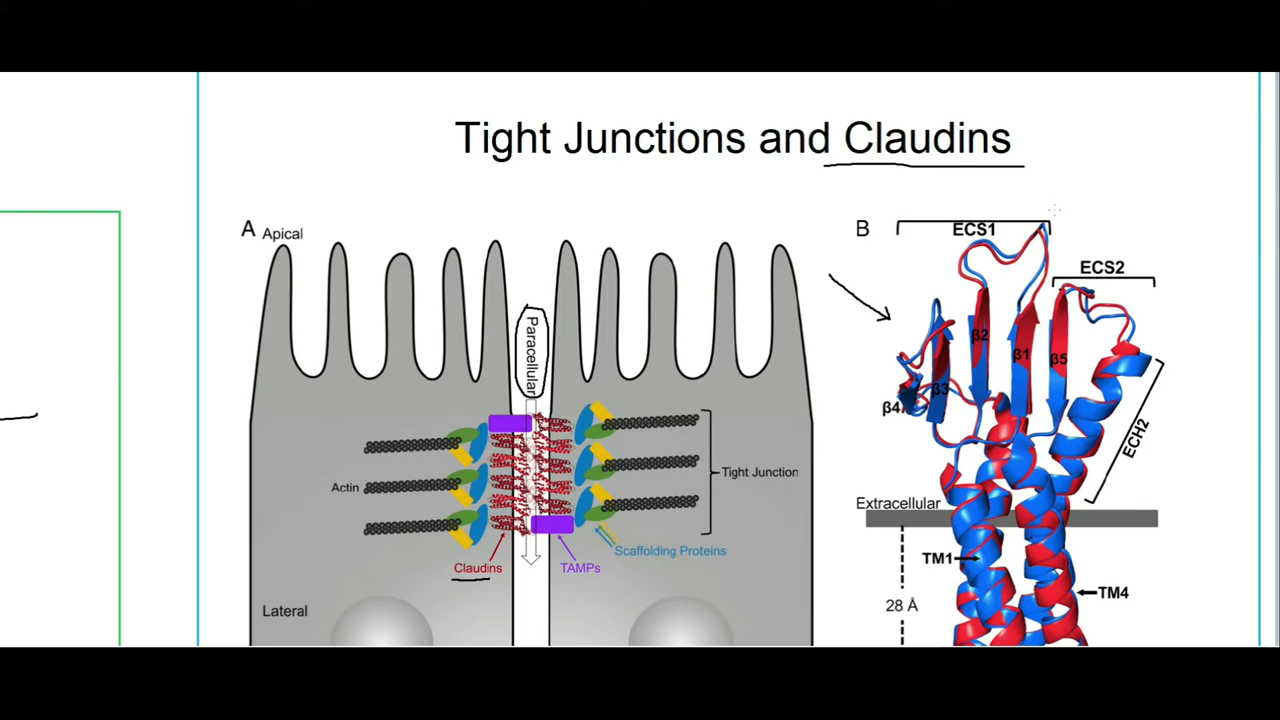 Tight Junctions and Claudins
A
Apical
Paracellular
Actin
Tight Junction
Scaffolding Proteins
Claudins
TAMPs
Lateral
B
ECS1
ECS2
β2
β1
β5
β3
β4
ECH2
Extracellular
TM1
TM4
28 Å